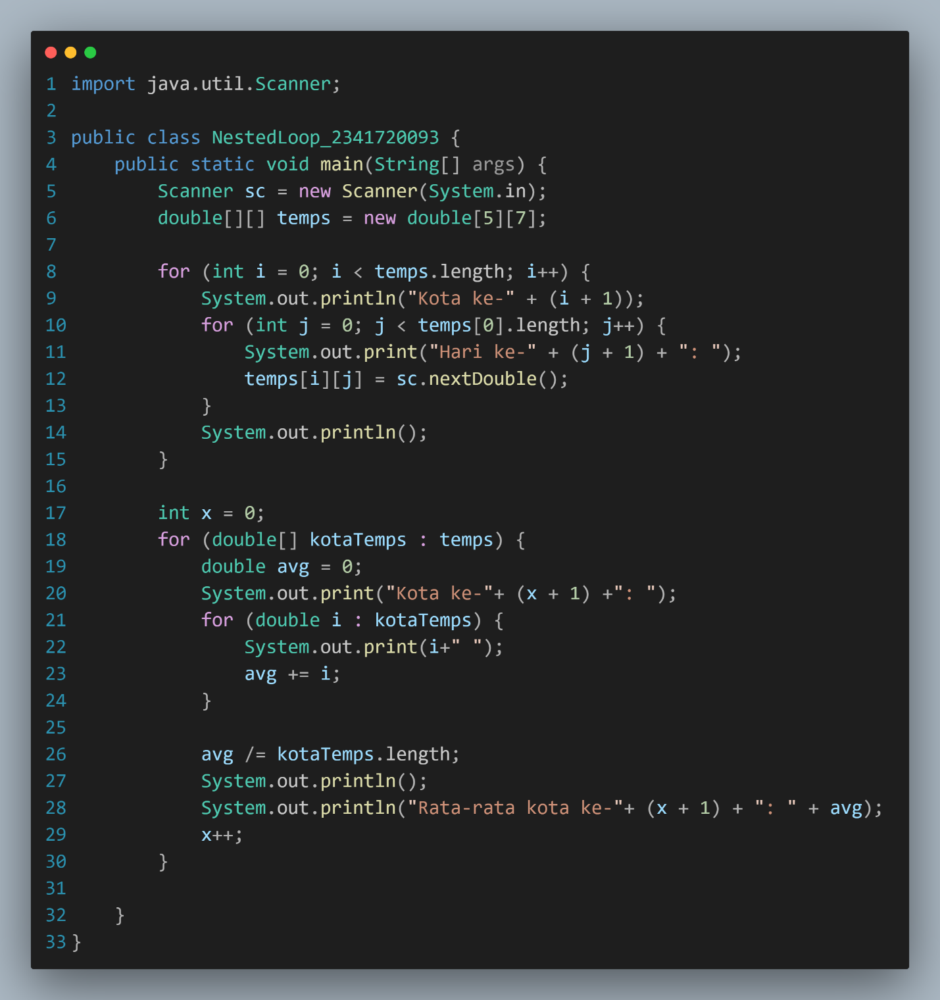 1 import java.util.Scanner;
2
3 public class NestedLoop_2341720093 {
4     public static void main(String[] args) {
5         Scanner sc = new Scanner(System.in);
6         double[][] temps = new double[5][7];
7
8         for (int i = 0; i < temps.length; i++) {
9             System.out.println("Kota ke-" + (i + 1));
10             for (int j = 0; j < temps[0].length; j++) {
11                 System.out.print("Hari ke-" + (j + 1) + ": ");
12                 temps[i][j] = sc.nextDouble();
13             }
14             System.out.println();
15         }
16
17         int x = 0;
18         for (double[] kotaTemps : temps) {
19             double avg = 0;
20             System.out.print("Kota ke-"+ (x + 1) +": ");
21             for (double i : kotaTemps) {
22                 System.out.print(i+" ");
23                 avg += i;
24             }
25
26             avg /= kotaTemps.length;
27             System.out.println();
28             System.out.println("Rata-rata kota ke-"+ (x + 1) + ": " + avg);
29             x++;
30         }
31
32     }
33 }